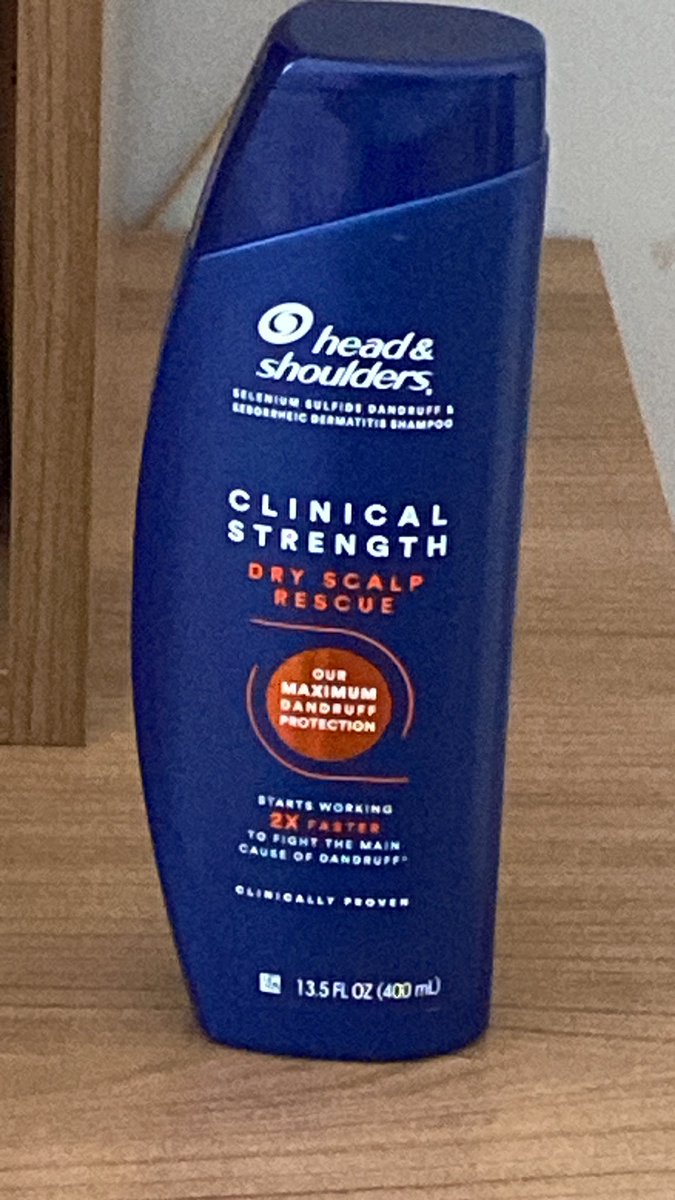 head &
shoulders
SELENIUM SULFIDE DANDRUFF &
SEBORRHEIC DERMATITIS SHAMPOO
CLINICAL
STRENGTH
DRY SCALP
RESCUE
OUR
MAXIMUM
DANDRUFF
PROTECTION
STARTS WORKING
2X FASTER
TO FIGHT THE MAIN
CAUSE OF DANDRUFF*
CLINICALLY PROVEN
13.5 FL OZ (400 mL)